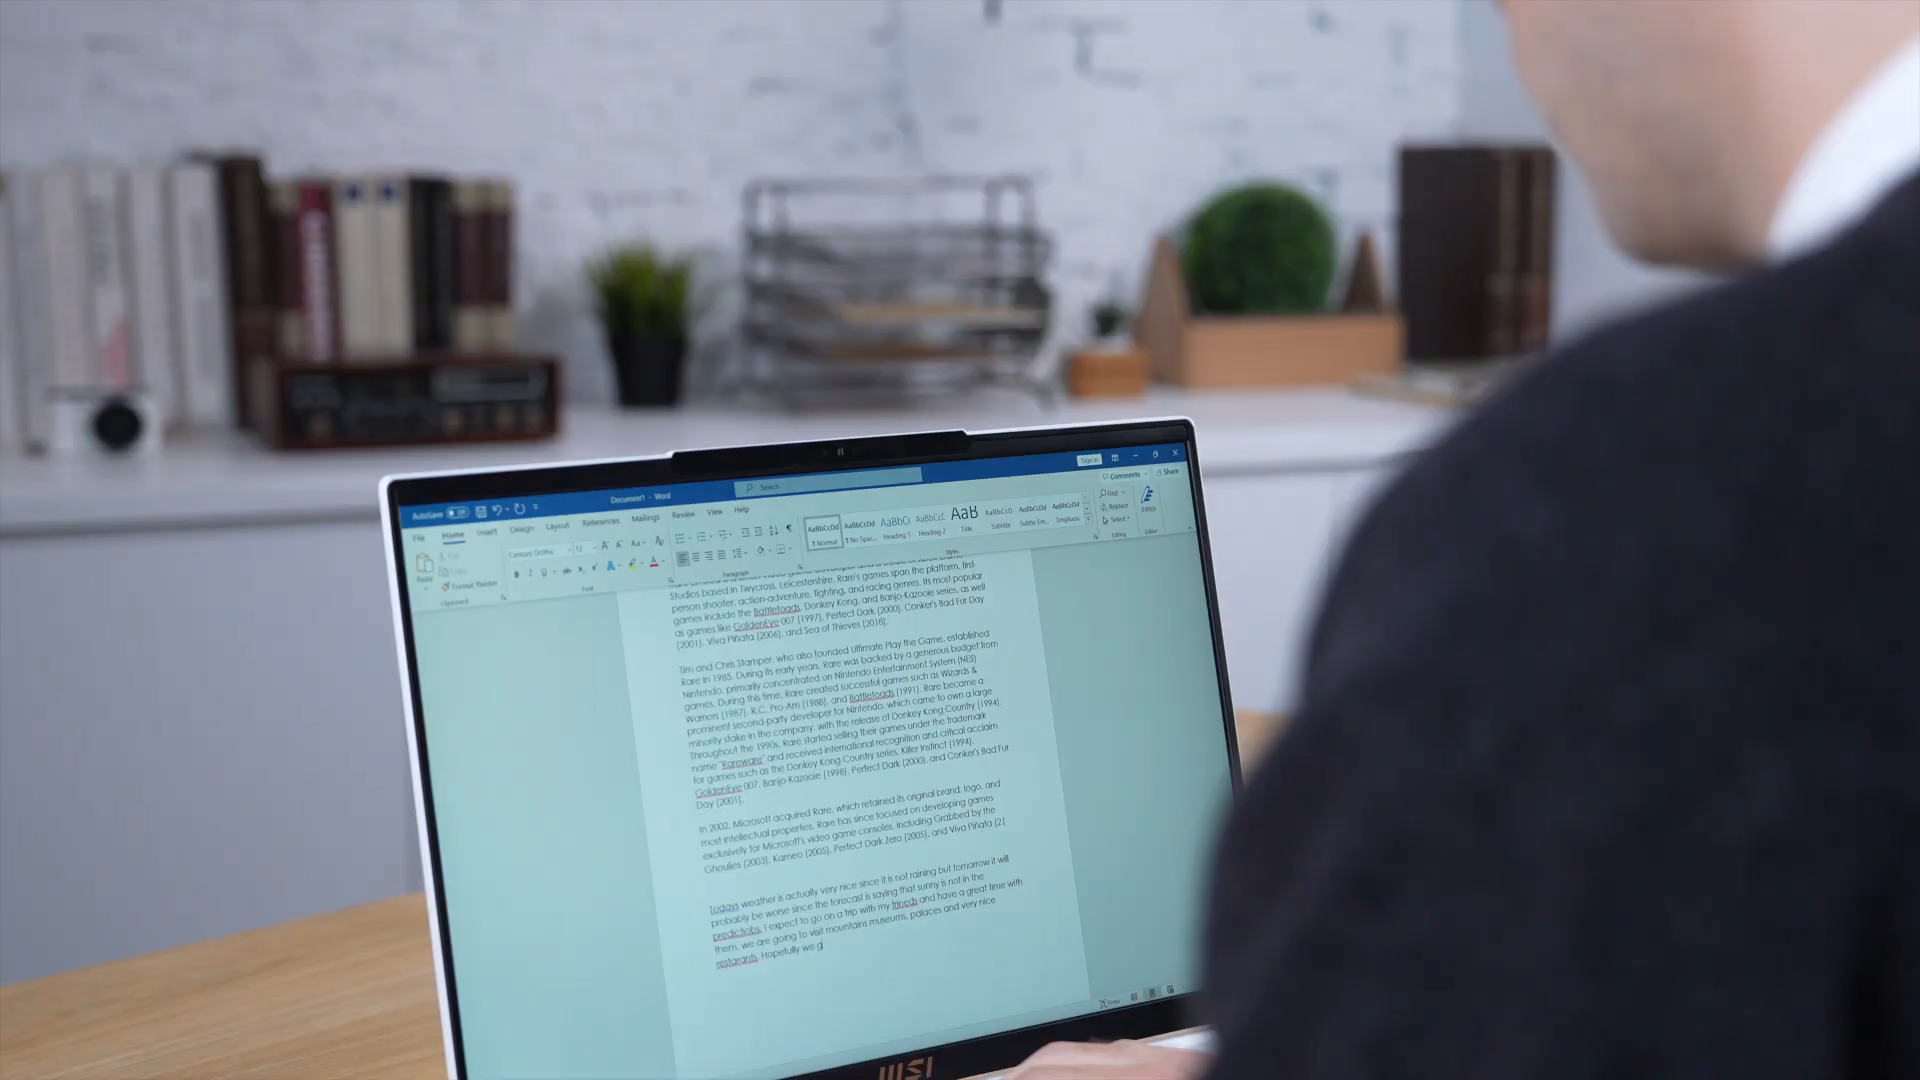 AutoSave
Document1 - Word
Search
Sign in
File Home Insert Design Layout References Mailings Review View Help
Comments Share
Paste
Format Painter
Clipboard
Century Gothic 12
Font
Paragraph
AaBbCcDd AaBbCcDd AaBbCc AaBbCc AaB AaBbCcD AaBbCcDd AaBbCcDd
¶ Normal ¶ No Spac... Heading 1 Heading 2 Title Subtitle Subtle Em... Emphasis
Styles
Find
Replace
Select
Editing
Editor
Editor
Studios based in Twycross, Leicestershire. Rare's games span the platform, first-
person shooter, action-adventure, fighting, and racing genres. Its most popular
games include the Battletoads, Donkey Kong, and Banjo-Kazooie series, as well
as games like GoldenEye 007 (1997), Perfect Dark (2000), Conker's Bad Fur Day
(2001), Viva Piñata (2006), and Sea of Thieves (2018).
Tim and Chris Stamper, who also founded Ultimate Play the Game, established
Rare in 1985. During its early years, Rare was backed by a generous budget from
Nintendo, primarily concentrated on Nintendo Entertainment System (NES)
games. During this time, Rare created successful games such as Wizards &
Warriors (1987), R.C. Pro-Am (1988), and Battletoads (1991). Rare became a
prominent second-party developer for Nintendo, which came to own a large
minority stake in the company, with the release of Donkey Kong Country (1994).
Throughout the 1990s, Rare started selling their games under the trademark
name "Rareware" and received international recognition and critical acclaim
for games such as the Donkey Kong Country series, Killer Instinct (1994),
GoldenEye 007, Banjo-Kazooie (1998), Perfect Dark (2000), and Conker's Bad Fur
Day (2001).
In 2002, Microsoft acquired Rare, which retained its original brand, logo, and
most intellectual properties. Rare has since focused on developing games
exclusively for Microsoft's video game consoles, including Grabbed by the
Ghoulies (2003), Kameo (2005), Perfect Dark Zero (2005), and Viva Piñata (2)
Todays weather is actually very nice since it is not raining but tomorrow it will
probably be worse since the forecast is saying that sunny is not in the
predictiobs. I expect to go on a trip with my frineds and have a great time with
them, we are going to visit mountains museums, palaces and very nice
restarants. Hopefully we g
Focus
msi